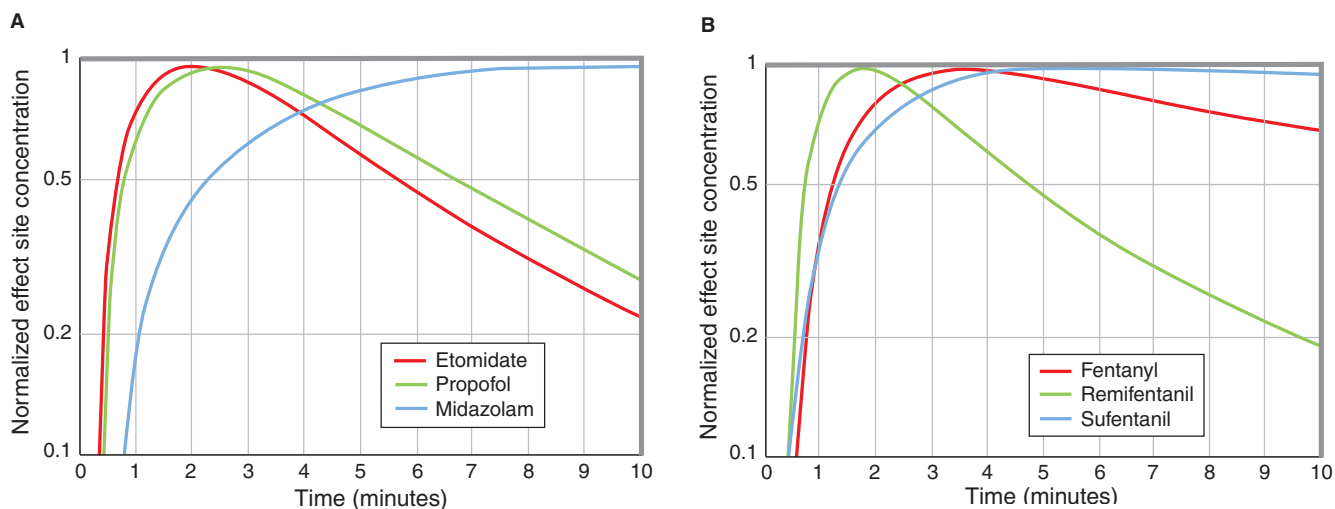 A
Normalized effect site concentration
1
0.5
0.2
0.1
Etomidate
Propofol
Midazolam
0 1 2 3 4 5 6 7 8 9 10
Time (minutes)
B
Normalized effect site concentration
1
0.5
0.2
0.1
Fentanyl
Remifentanil
Sufentanil
0 1 2 3 4 5 6 7 8 9 10
Time (minutes)